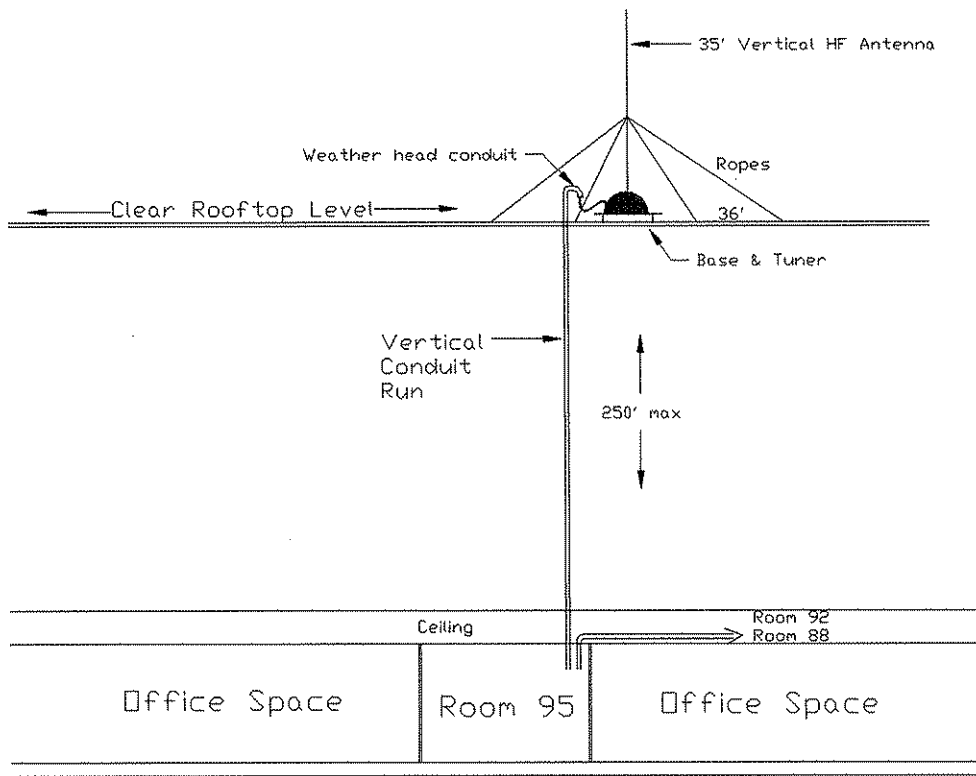 35' Vertical HF Antenna
Weather head conduit
Ropes
Clear Rooftop Level
36'
Base & Tuner
Vertical
Conduit
Run
250' max
Ceiling
Room 92
Room 88
Office Space
Room 95
Office Space